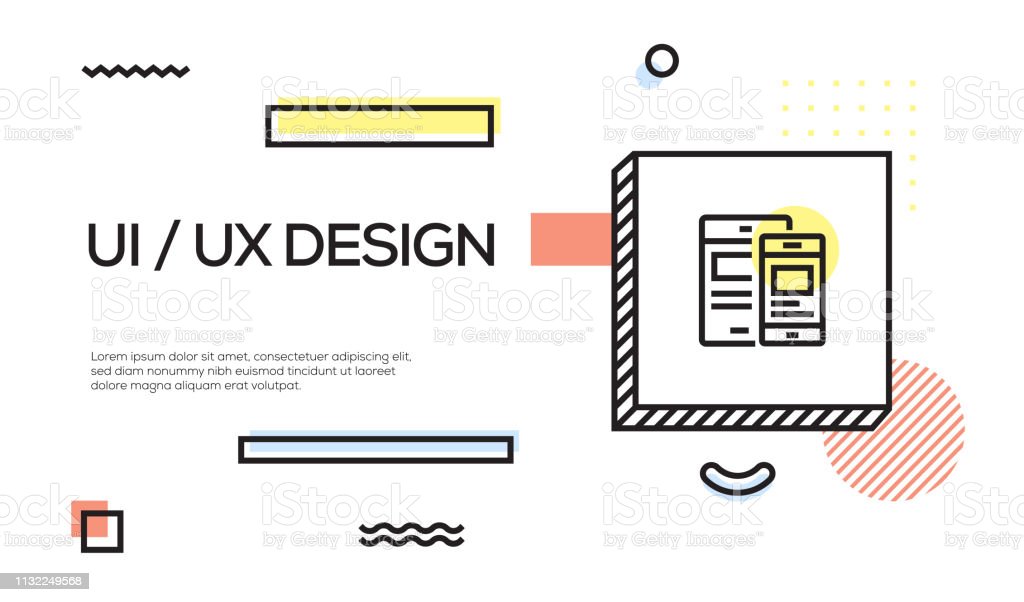 iStock
by Getty Images™
UI / UX DESIGN
Lorem ipsum dolor sit amet, consectetuer adipiscing elit,
sed diam nonummy nibh euismod tincidunt ut laoreet
dolore magna aliquam erat volutpat.
1132249568